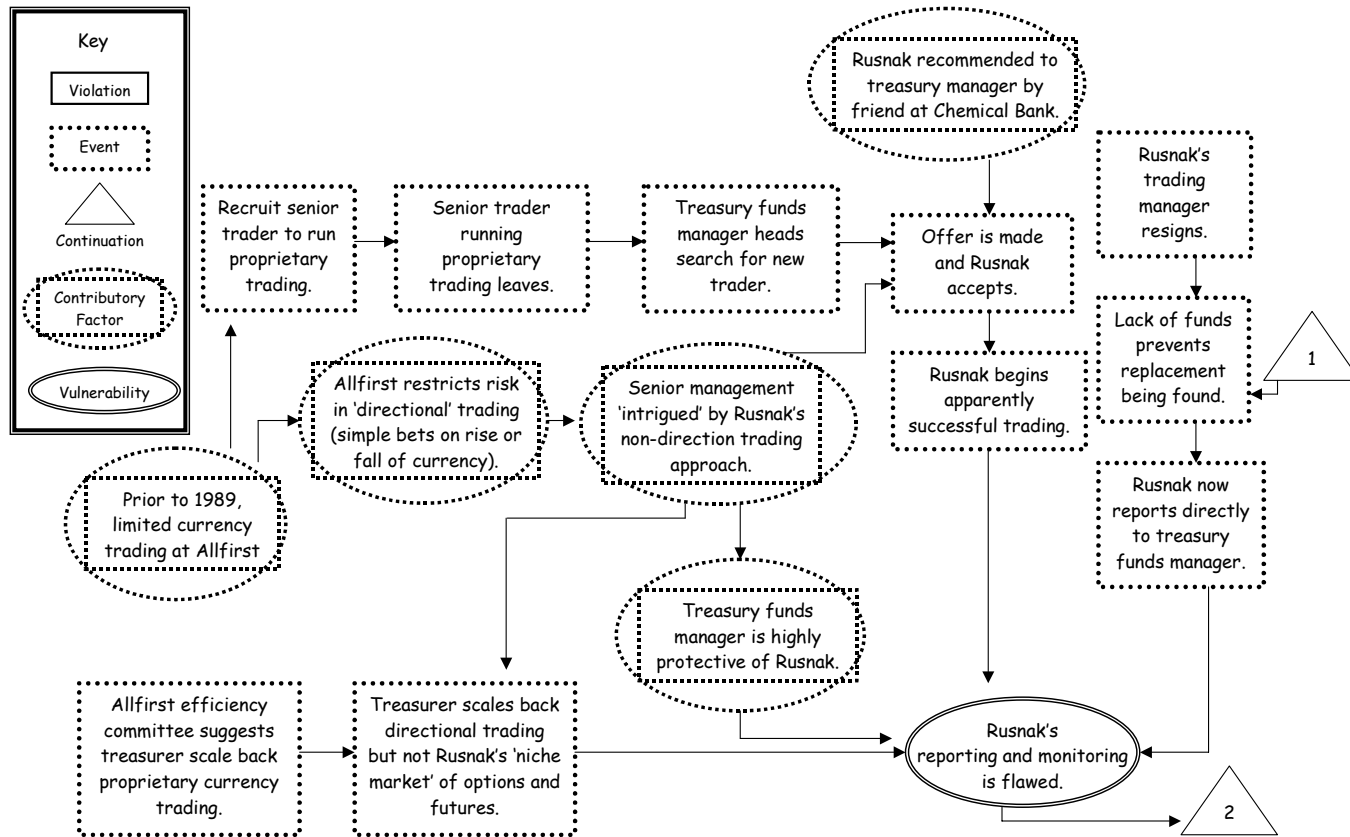 Key
Violation
Event
Continuation
Contributory
Factor
Vulnerability
Rusnak recommended to
treasury manager by
friend at Chemical Bank.
Rusnak's
trading
manager
resigns.
Recruit senior
trader to run
proprietary
trading.
Senior trader
running
proprietary
trading leaves.
Treasury funds
manager heads
search for new
trader.
Offer is made
and Rusnak
accepts.
Lack of funds
prevents
replacement
being found.
1
Allfirst restricts risk
in ‘directional’ trading
(simple bets on rise or
fall of currency).
Senior management
‘intrigued’ by Rusnak’s
non-direction trading
approach.
Rusnak begins
apparently
successful trading.
Prior to 1989,
limited currency
trading at Allfirst
Rusnak now
reports directly
to treasury
funds manager.
Treasury funds
manager is highly
protective of Rusnak.
Allfirst efficiency
committee suggests
treasurer scale back
proprietary currency
trading.
Treasurer scales back
directional trading
but not Rusnak’s ‘niche
market’ of options and
futures.
Rusnak’s
reporting and monitoring
is flawed.
2